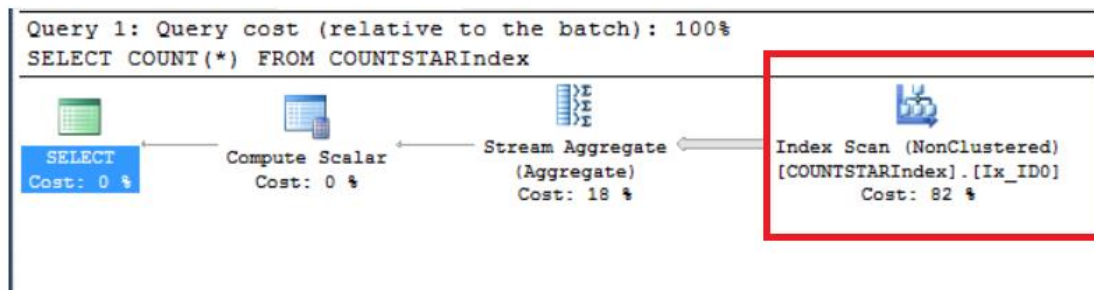 Query 1: Query cost (relative to the batch): 100%
SELECT COUNT(*) FROM COUNTSTARIndex
SELECT
Cost: 0 %
Compute Scalar
Cost: 0 %
Stream Aggregate
(Aggregate)
Cost: 18 %
Index Scan (NonClustered)
[COUNTSTARIndex].[Ix_ID0]
Cost: 82 %